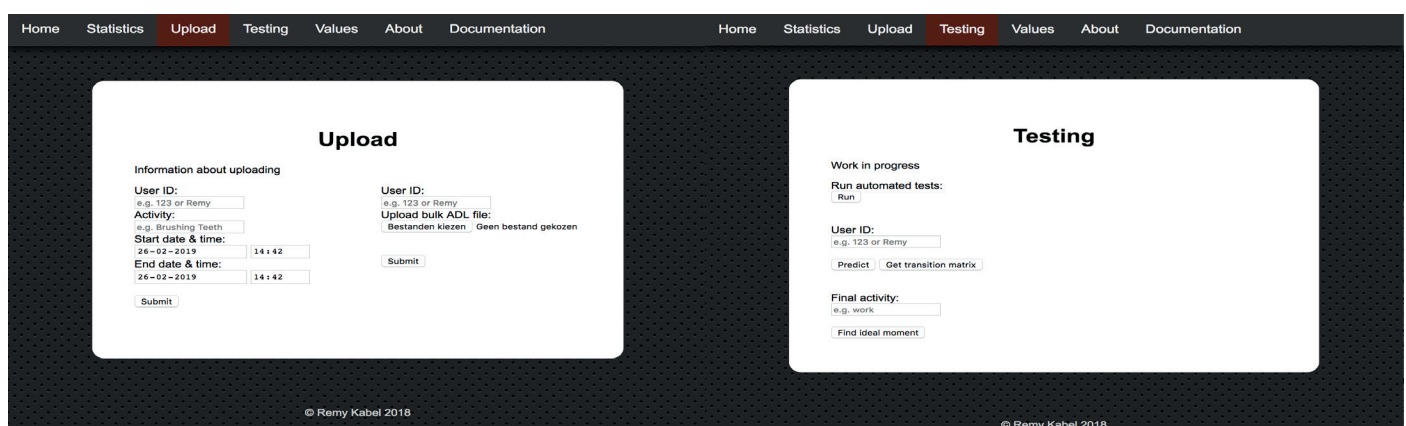 Home Statistics Upload Testing Values About Documentation
Upload
Information about uploading
User ID:
e.g. 123 or Remy
Activity:
e.g. Brushing Teeth
Start date & time:
26-02-2019 14:42
End date & time:
26-02-2019 14:42
Submit
User ID:
e.g. 123 or Remy
Upload bulk ADL file:
Bestanden kiezen Geen bestand gekozen
Submit
© Remy Kabel 2018
Home Statistics Upload Testing Values About Documentation
Testing
Work in progress
Run automated tests:
Run
User ID:
e.g. 123 or Remy
Predict Get transition matrix
Final activity:
e.g. work
Find ideal moment
© Remy Kabel 2018